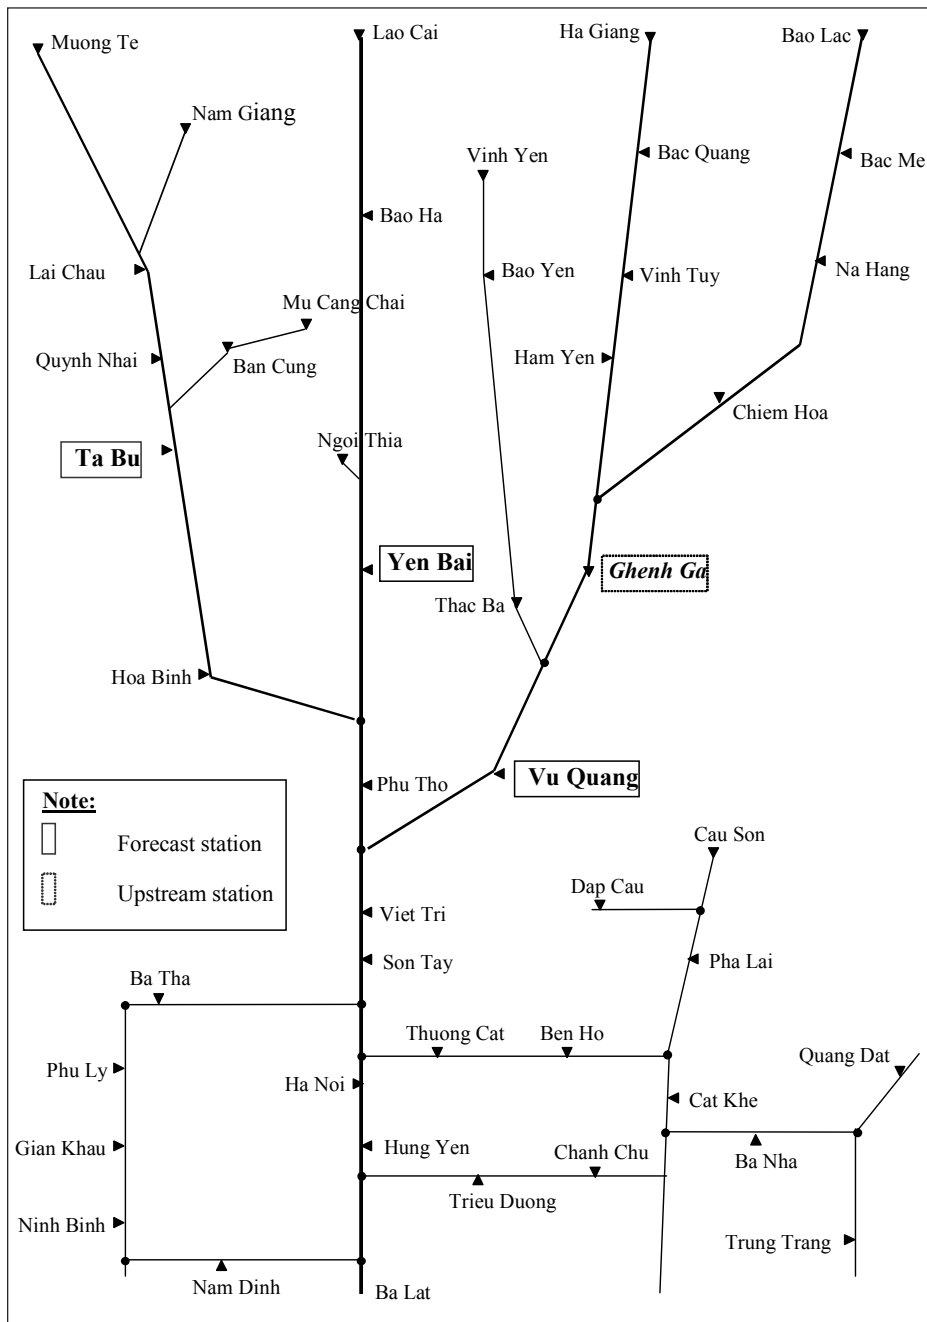 Muong Te
Lao Cai
Ha Giang
Bao Lac
Nam Giang
Vinh Yen
Bac Quang
Bac Me
Bao Ha
Lai Chau
Bao Yen
Vinh Tuy
Na Hang
Mu Cang Chai
Quynh Nhai
Ban Cung
Ham Yen
Chiem Hoa
Ngoi Thia
Ta Bu
Yen Bai
Ghenh Ga
Thac Ba
Hoa Binh
Vu Quang
Phu Tho
Note:
Forecast station
Upstream station
Cau Son
Dap Cau
Viet Tri
Son Tay
Pha Lai
Ba Tha
Thuong Cat
Ben Ho
Quang Dat
Phu Ly
Ha Noi
Cat Khe
Gian Khau
Hung Yen
Chanh Chu
Ba Nha
Trieu Duong
Ninh Binh
Trung Trang
Nam Dinh
Ba Lat